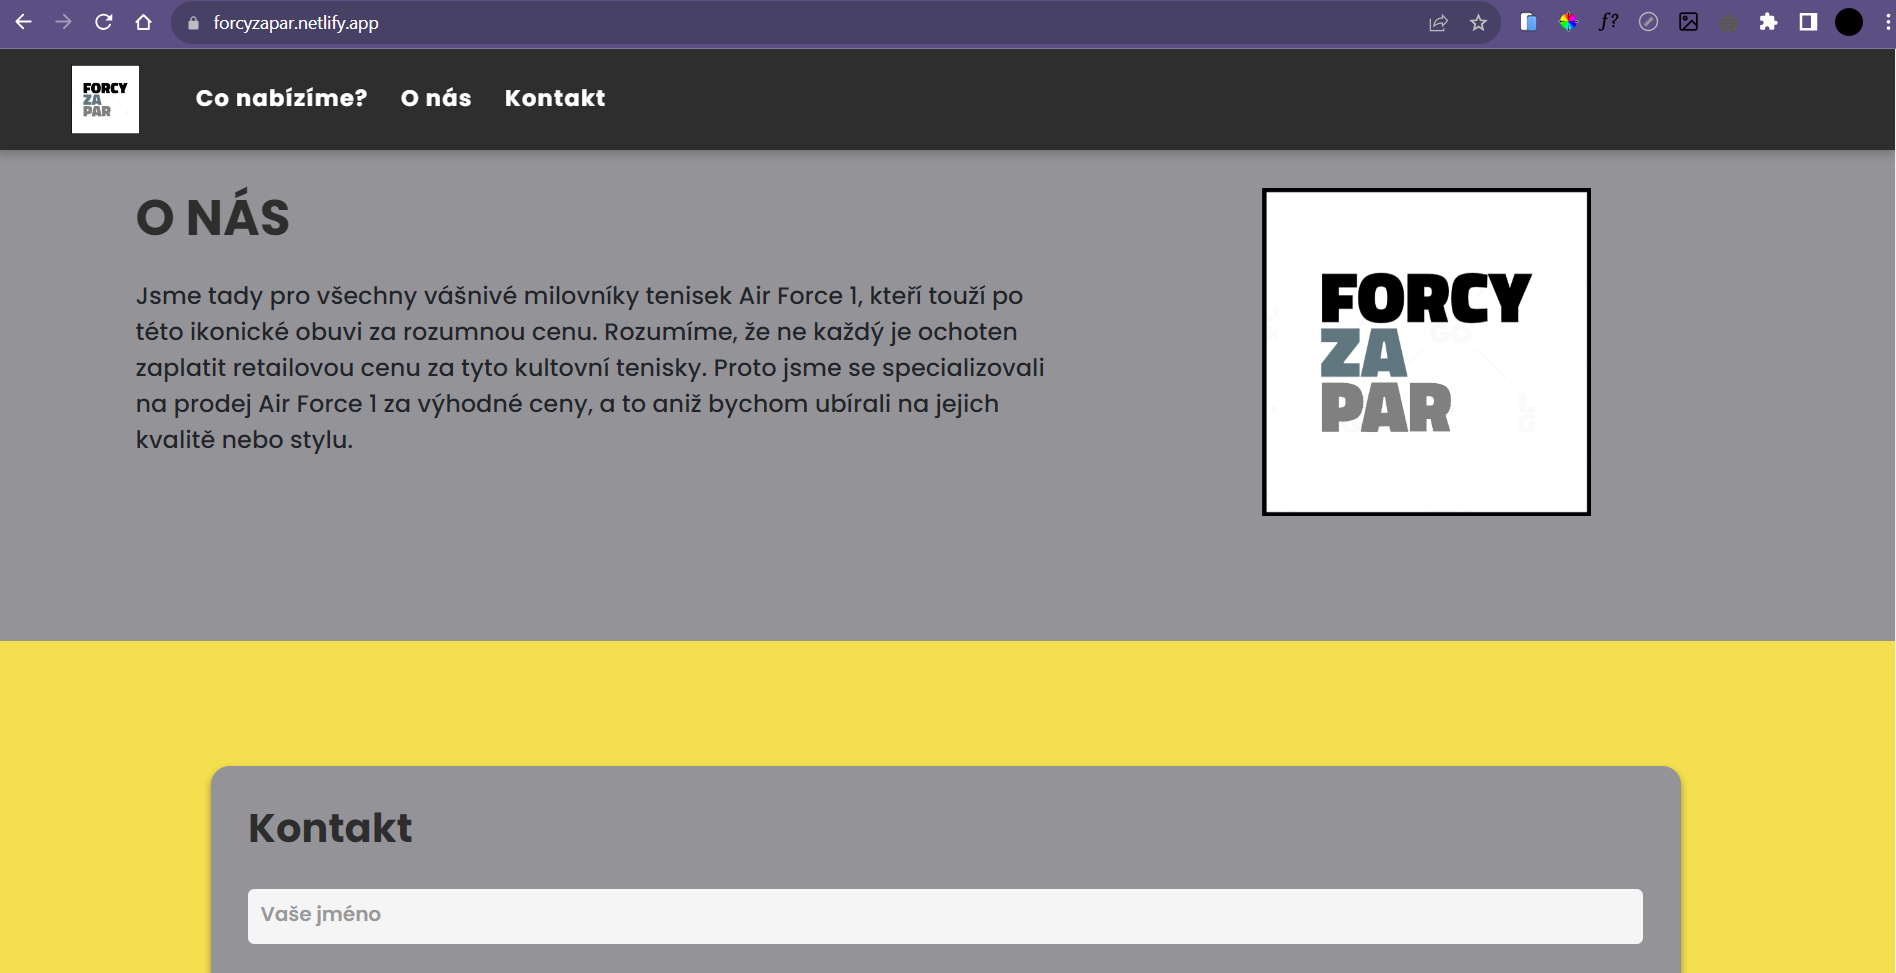 forcyzapar.netlify.app
f?
FORCY
ZA
PAR
Co nabízíme? O nás Kontakt
O NÁS
Jsme tady pro všechny vášnivé milovníky tenisek Air Force 1, kteří touží po
této ikonické obuvi za rozumnou cenu. Rozumíme, že ne každý je ochoten
zaplatit retailovou cenu za tyto kultovní tenisky. Proto jsme se specializovali
na prodej Air Force 1 za výhodné ceny, a to aniž bychom ubírali na jejich
kvalitě nebo stylu.
FORCY
ZA
PAR
Kontakt
Vaše jméno